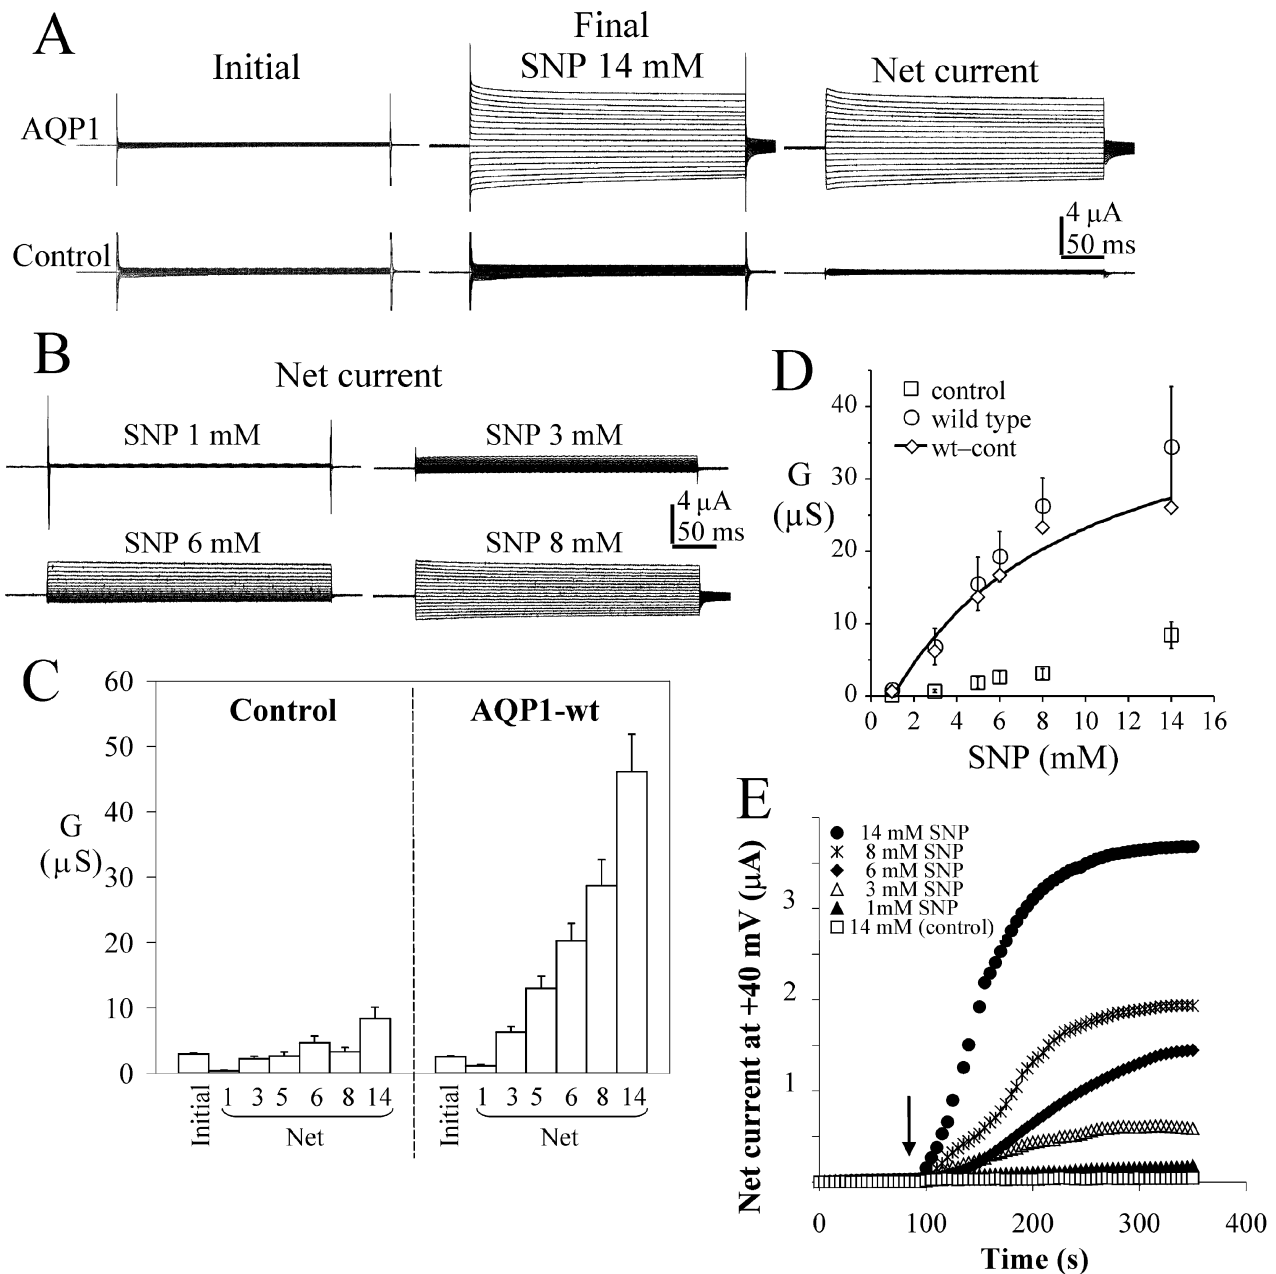 A
Initial
Final
SNP 14 mM
Net current
AQP1
Control
4 μA
50 ms
B
Net current
SNP 1 mM
SNP 3 mM
4 μA
50 ms
SNP 6 mM
SNP 8 mM
C
60
50
40
30
20
10
0
G
(μS)
Control
AQP1-wt
Initial
1
3
5
6
8
14
Net
Initial
1
3
5
6
8
14
Net
D
control
wild type
wt–cont
G
(μS)
40
30
20
10
0
0
2
4
6
8
10
12
14
16
SNP (mM)
E
14 mM SNP
8 mM SNP
6 mM SNP
3 mM SNP
1mM SNP
14 mM (control)
Net current at +40 mV (μA)
3
2
1
0
100
200
300
400
Time (s)